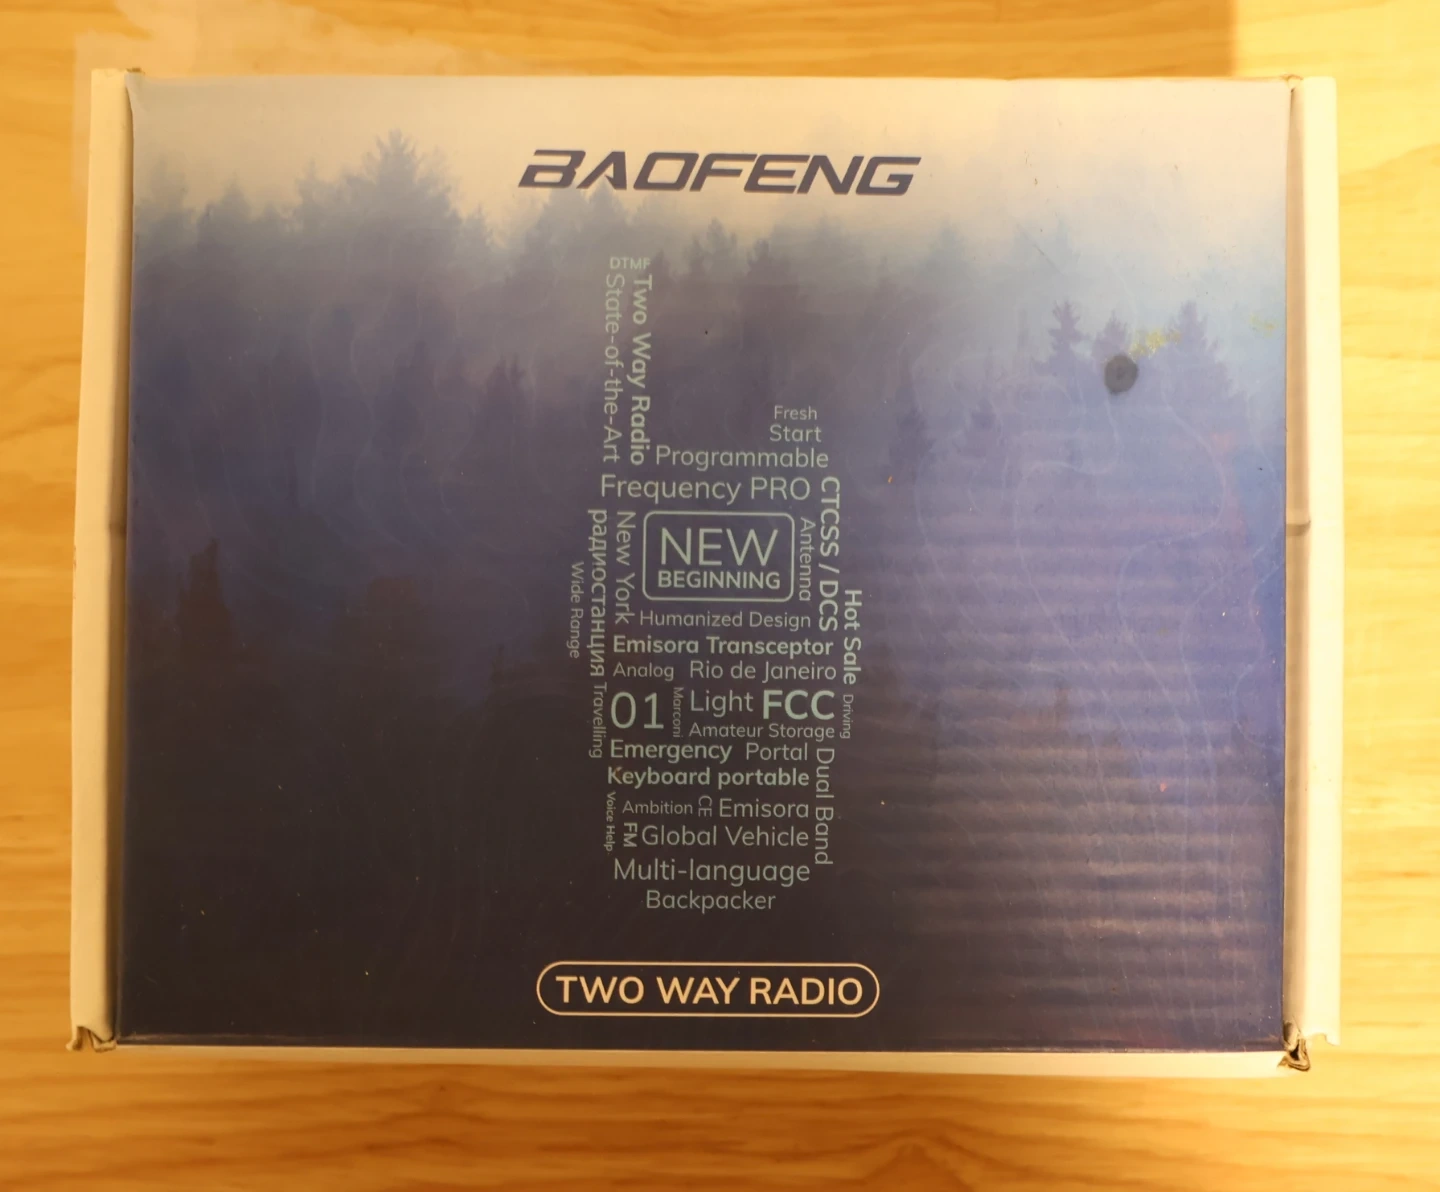 BAOFENG
DTMF
State-of-the-Art
Two Way Radio
Fresh
Start
Programmable
Frequency PRO
CTCSS / DCS
радиостанция
New York
NEW
BEGINNING
Antenna
Wide Range
Humanized Design
Hot Sale
Emisora Transceptor
Analog Rio de Janeiro
Travelling
01
Marconi
Light FCC
Driving
Amateur Storage
Emergency Portal
Dual Band
Keyboard portable
Voice Help
Ambition CE Emisora
FM
Global Vehicle
Multi-language
Backpacker
TWO WAY RADIO